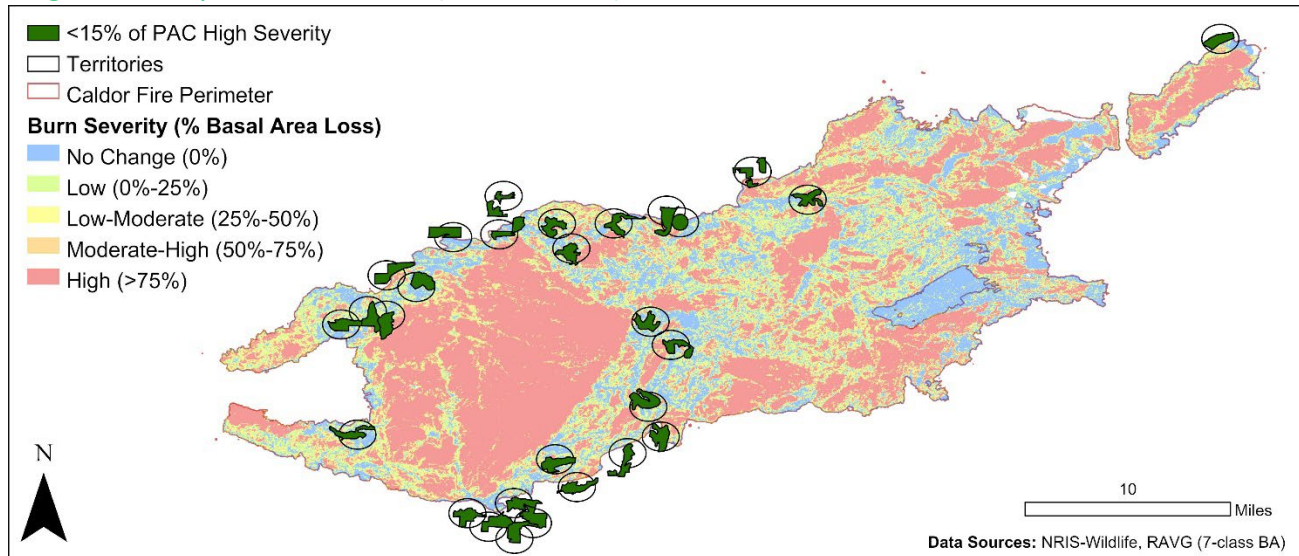 <15% of PAC High Severity
Territories
Caldor Fire Perimeter
Burn Severity (% Basal Area Loss)
No Change (0%)
Low (0%-25%)
Low-Moderate (25%-50%)
Moderate-High (50%-75%)
High (>75%)
N
10
Miles
Data Sources: NRIS-Wildlife, RAVG (7-class BA)